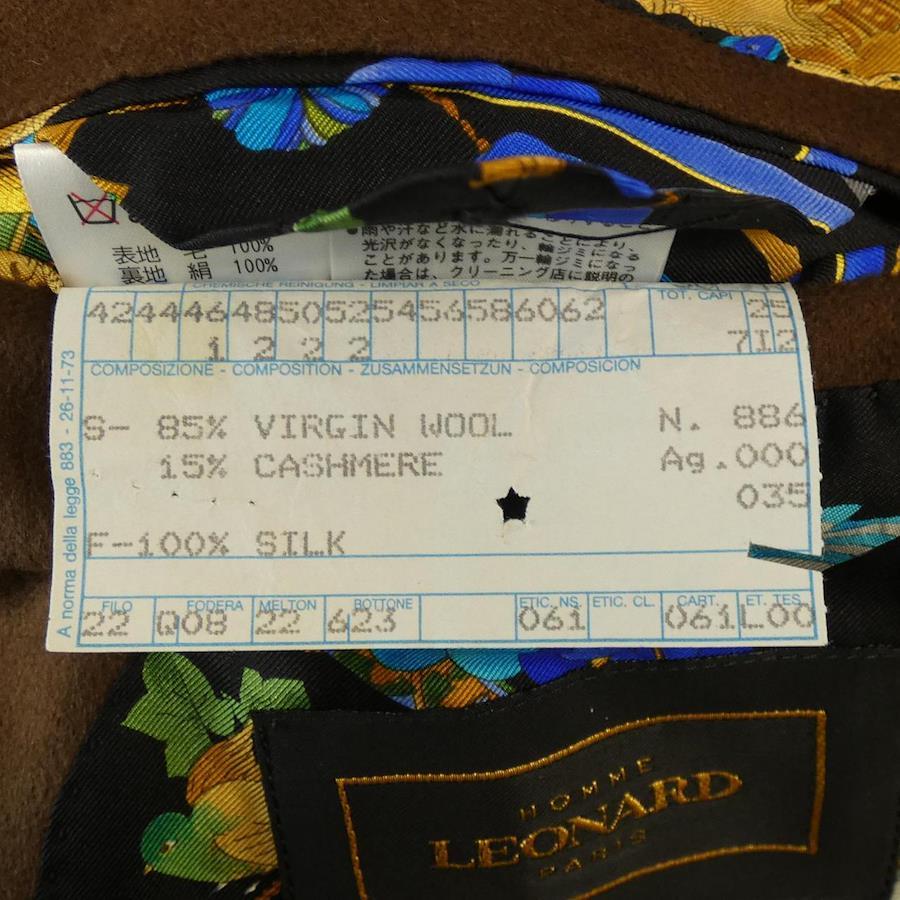 表地 毛 100%
裏地 絹 100%
●雨や汗など水に濡れることにより、
光沢がなくなったり、輪ジミになる
ことがあります。万一輪ジミになっ
た場合は、クリーニング店に説明の
CHEMISCHE REINIGUNG - LIMPIAR A SECO
42 44 46 48 50 52 54 56 58 60 62 TOT. CAPI 25
1 2 2 2 712
COMPOSIZIONE - COMPOSITION - ZUSAMMENSETZUN - COMPOSICION
S- 85% VIRGIN WOOL N. 886
15% CASHMERE Ag.000
035
F-100% SILK
FILO FODERA MELTON BOTTONE ETIC. NS. ETIC. CL. CART. ET. TES.
22 Q08 22 623 061 061 L00
A norma della legge 883 - 26-11-73
HOMME
LEONARD
PARIS